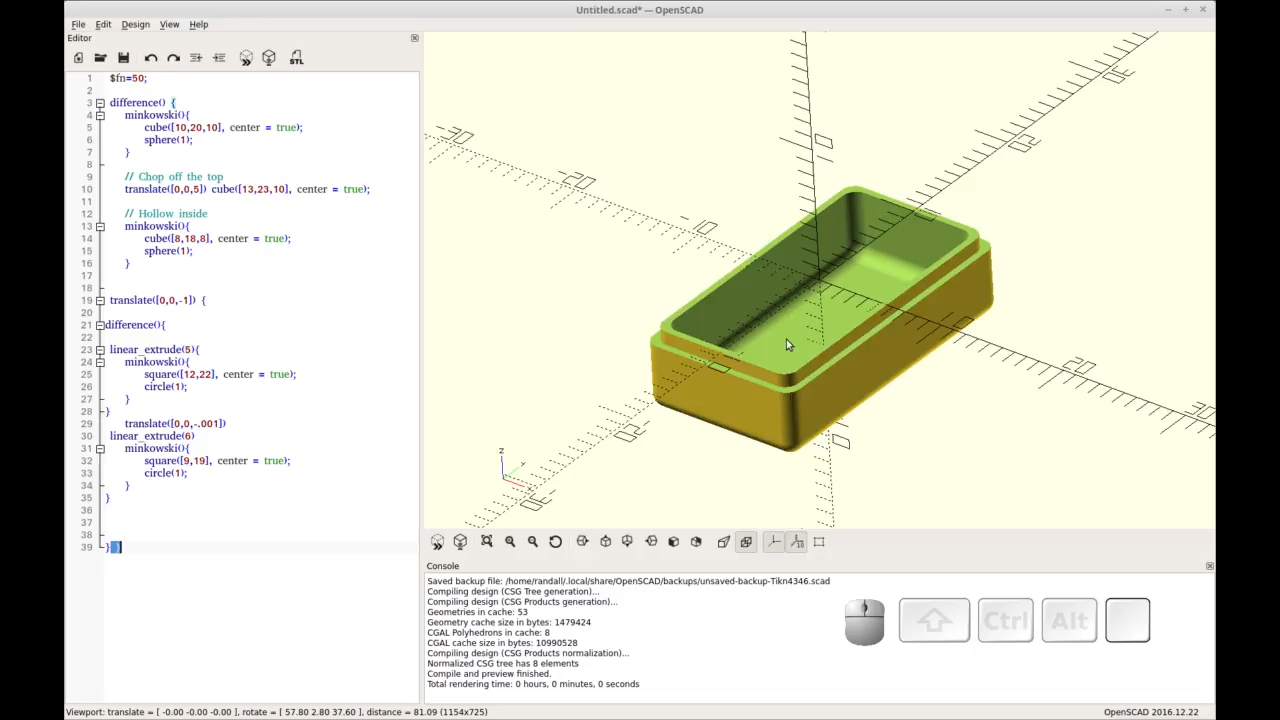 Untitled.scad* — OpenSCAD
File Edit Design View Help
Editor
STL
1 $fn=50;
2
3 difference() {
4 minkowski(){
5 cube([10,20,10], center = true);
6 sphere(1);
7 }
8
9 // Chop off the top
10 translate([0,0,5]) cube([13,23,10], center = true);
11
12 // Hollow inside
13 minkowski(){
14 cube([8,18,8], center = true);
15 sphere(1);
16 }
17
18
19 translate([0,0,-1]) {
20
21 difference(){
22
23 linear_extrude(5){
24 minkowski(){
25 square([12,22], center = true);
26 circle(1);
27 }
28 }
29 translate([0,0,-.001])
30 linear_extrude(6)
31 minkowski(){
32 square([9,19], center = true);
33 circle(1);
34 }
35 }
36
37
38
39 }}
z
10
Console
Saved backup file: /home/randall/.local/share/OpenSCAD/backups/unsaved-backup-Tikn4346.scad
Compiling design (CSG Tree generation)...
Compiling design (CSG Products generation)...
Geometries in cache: 53
Geometry cache size in bytes: 1479424
CGAL Polyhedrons in cache: 8
CGAL cache size in bytes: 10990528
Compiling design (CSG Products normalization)...
Normalized CSG tree has 8 elements
Compile and preview finished.
Total rendering time: 0 hours, 0 minutes, 0 seconds
Ctrl Alt
Viewport: translate = [ -0.00 -0.00 -0.00 ], rotate = [ 57.80 2.80 37.60 ], distance = 81.09 (1154x725)
OpenSCAD 2016.12.22